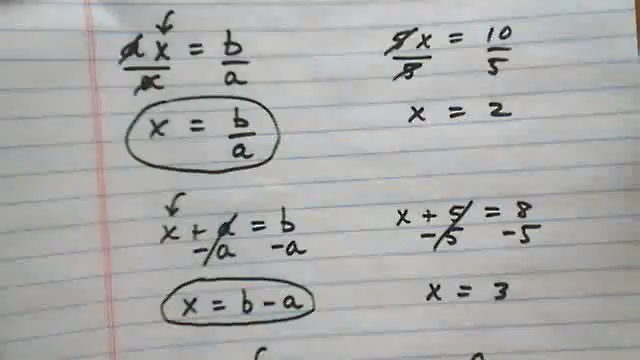 ax = b
a a
x = b
a
5x = 10
5 5
x = 2
x + a = b
-a -a
x = b - a
x + 5 = 8
-5 -5
x = 3